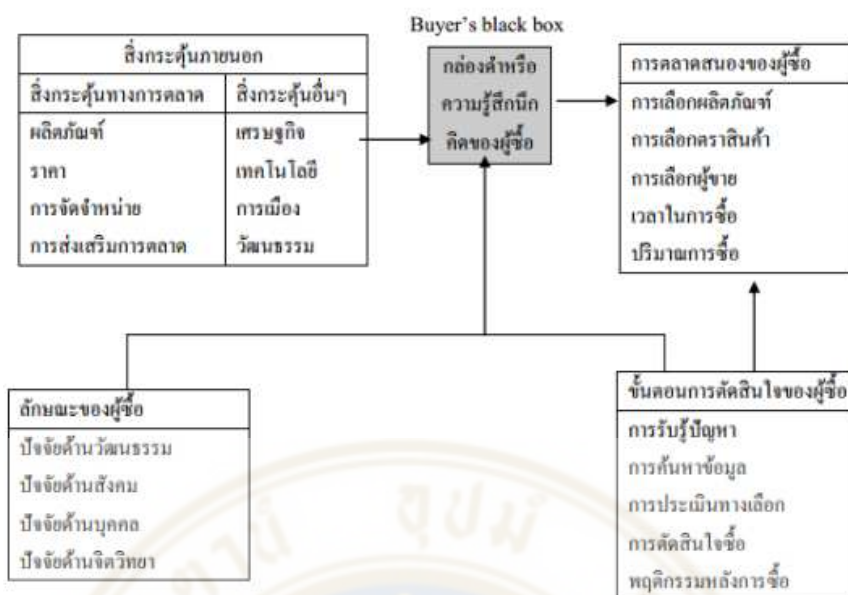 Buyer's black box
สิ่งกระตุ้นภายนอก
สิ่งกระตุ้นทางการตลาด
สิ่งกระตุ้นอื่นๆ
ผลิตภัณฑ์
เศรษฐกิจ
ราคา
เทคโนโลยี
การจัดจำหน่าย
การเมือง
การส่งเสริมการตลาด
วัฒนธรรม
กล่องดำหรือ
ความรู้สึกนึก
คิดของผู้ซื้อ
การตลาดสนองของผู้ซื้อ
การเลือกผลิตภัณฑ์
การเลือกตราสินค้า
การเลือกผู้ขาย
เวลาในการซื้อ
ปริมาณการซื้อ
ลักษณะของผู้ซื้อ
ปัจจัยด้านวัฒนธรรม
ปัจจัยด้านสังคม
ปัจจัยด้านบุคคล
ปัจจัยด้านจิตวิทยา
ขั้นตอนการตัดสินใจของผู้ซื้อ
การรับรู้ปัญหา
การค้นหาข้อมูล
การประเมินทางเลือก
การตัดสินใจซื้อ
พฤติกรรมหลังการซื้อ